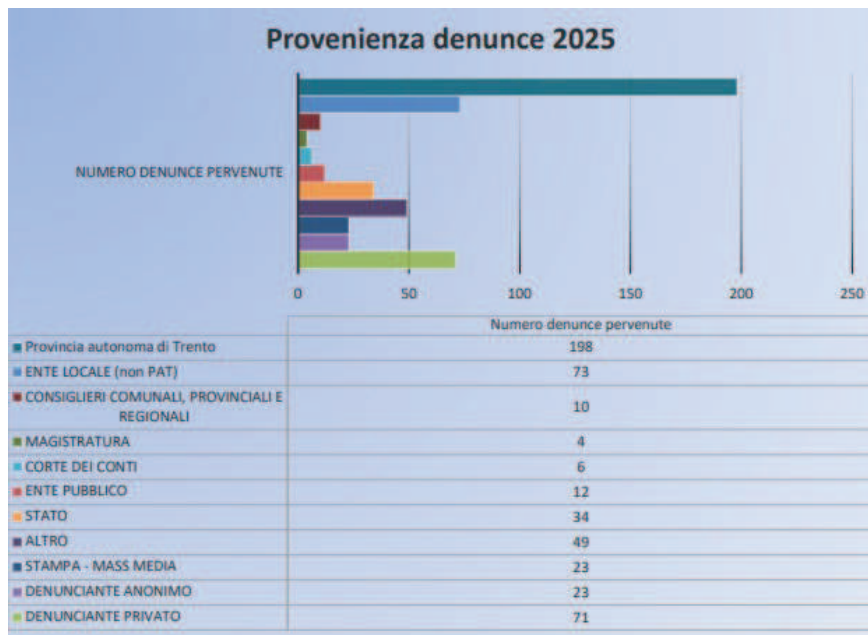 Provenienza denunce 2025
NUMERO DENUNCE PERVENUTE
0 50 100 150 200 250
Numero denunce pervenute
Provincia autonoma di Trento 198
ENTE LOCALE (non PAT) 73
CONSIGLIERI COMUNALI, PROVINCIALI E
REGIONALI 10
MAGISTRATURA 4
CORTE DEI CONTI 6
ENTE PUBBLICO 12
STATO 34
ALTRO 49
STAMPA - MASS MEDIA 23
DENUNCIANTE ANONIMO 23
DENUNCIANTE PRIVATO 71